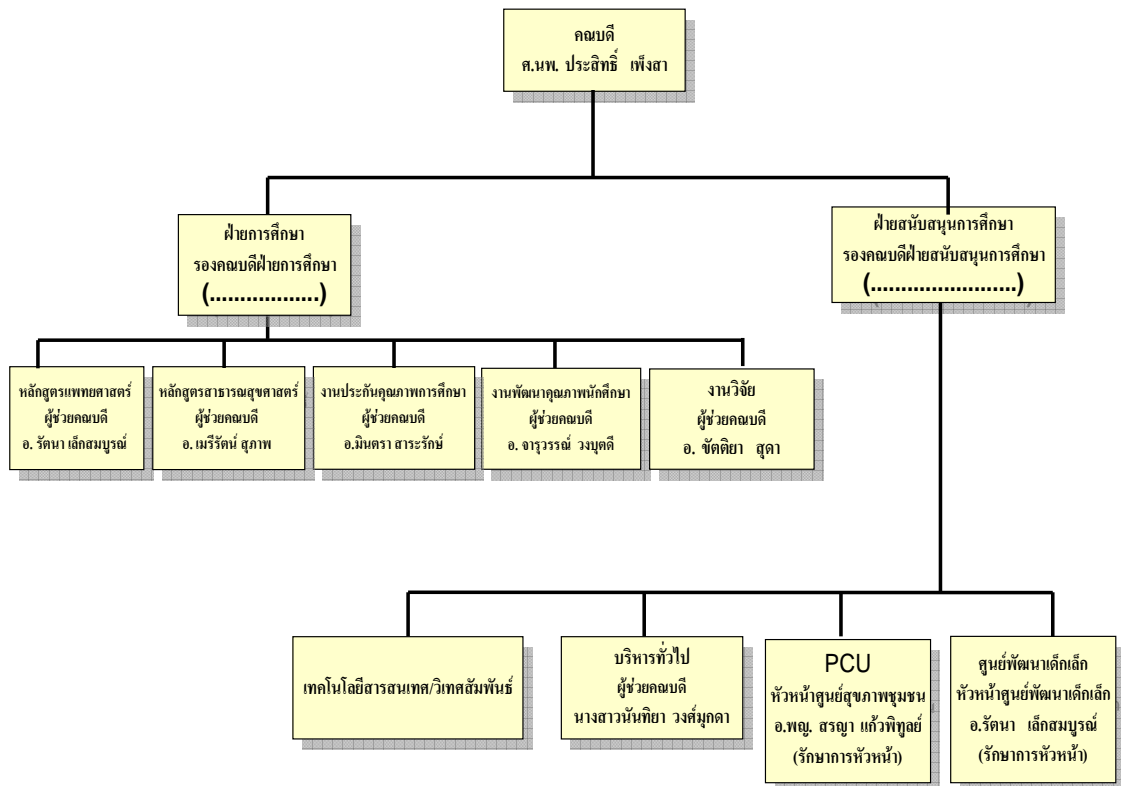 คณบดี
ศ.นพ. ประสิทธิ์ เพ็งสา
ฝ่ายการศึกษา
รองคณบดีฝ่ายการศึกษา
(..................)
ฝ่ายสนับสนุนการศึกษา
รองคณบดีฝ่ายสนับสนุนการศึกษา
(........................)
หลักสูตรแพทยศาสตร์
ผู้ช่วยคณบดี
อ. รัตนา เล็กสมบูรณ์
หลักสูตรสาธารณสุขศาสตร์
ผู้ช่วยคณบดี
อ. เมรีรัตน์ สุภาพ
งานประกันคุณภาพการศึกษา
ผู้ช่วยคณบดี
อ.มินตรา สาระรักษ์
งานพัฒนาคุณภาพนักศึกษา
ผู้ช่วยคณบดี
อ. จารุวรรณ์ วงบุตดี
งานวิจัย
ผู้ช่วยคณบดี
อ. ขัตติยา สุดา
เทคโนโลยีสารสนเทศ/วิเทศสัมพันธ์
บริหารทั่วไป
ผู้ช่วยคณบดี
นางสาวนันทิยา วงศ์มุกดา
PCU
หัวหน้าศูนย์สุขภาพชุมชน
อ.พญ. สรญา แก้วพิทูลย์
(รักษาการหัวหน้า)
ศูนย์พัฒนาเด็กเล็ก
หัวหน้าศูนย์พัฒนาเด็กเล็ก
อ.รัตนา เล็กสมบูรณ์
(รักษาการหัวหน้า)